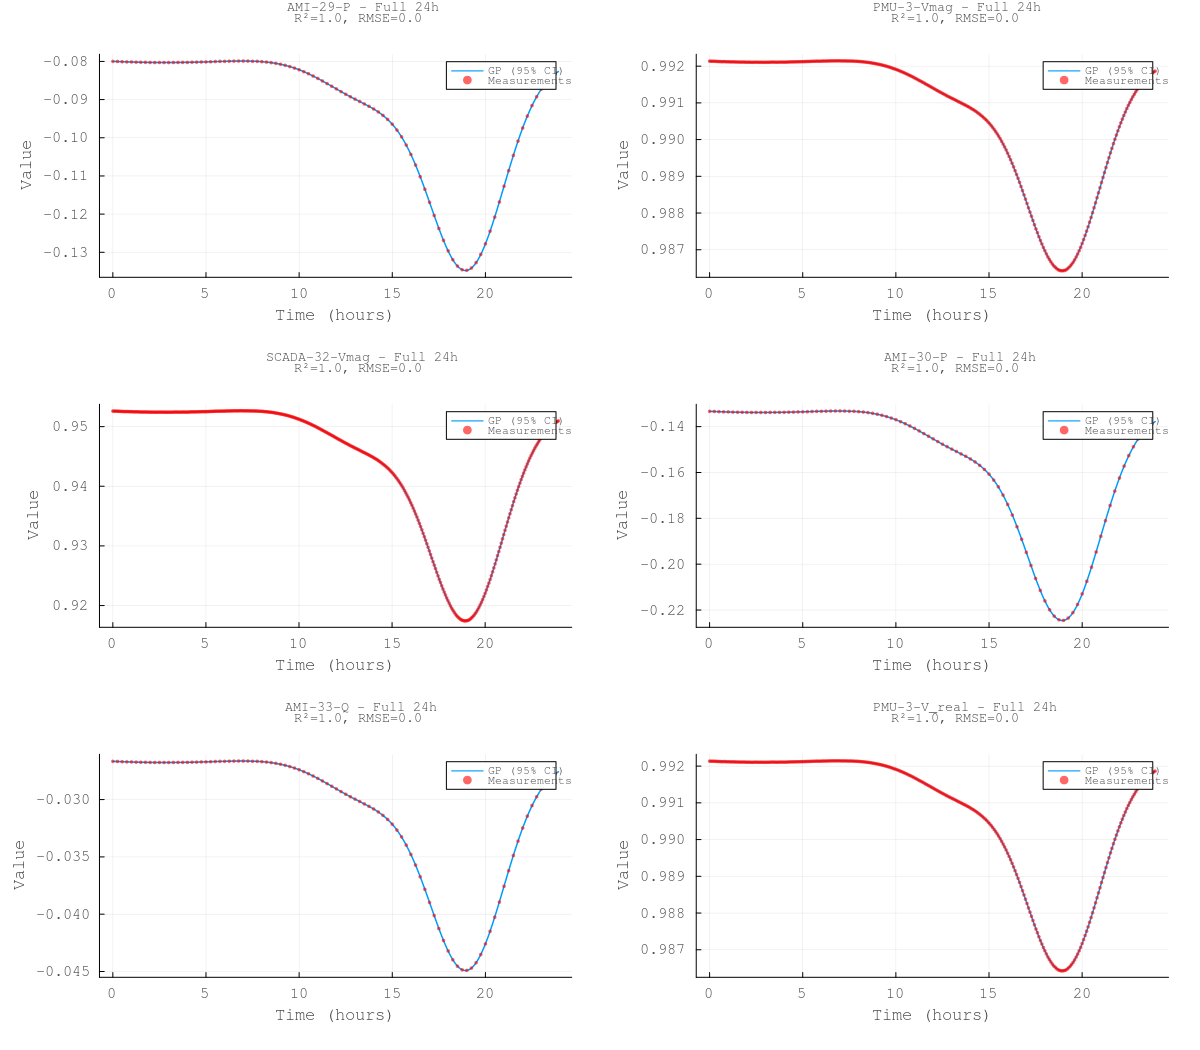 AMI-29-P - Full 24h
R²=1.0, RMSE=0.0
-0.08
-0.09
-0.10
-0.11
-0.12
-0.13
Value
0 5 10 15 20
Time (hours)
GP (95% CI)
Measurements
PMU-3-Vmag - Full 24h
R²=1.0, RMSE=0.0
0.992
0.991
0.990
0.989
0.988
0.987
Value
0 5 10 15 20
Time (hours)
GP (95% CI)
Measurements
SCADA-32-Vmag - Full 24h
R²=1.0, RMSE=0.0
0.95
0.94
0.93
0.92
Value
0 5 10 15 20
Time (hours)
GP (95% CI)
Measurements
AMI-30-P - Full 24h
R²=1.0, RMSE=0.0
-0.14
-0.16
-0.18
-0.20
-0.22
Value
0 5 10 15 20
Time (hours)
GP (95% CI)
Measurements
AMI-33-Q - Full 24h
R²=1.0, RMSE=0.0
-0.030
-0.035
-0.040
-0.045
Value
0 5 10 15 20
Time (hours)
GP (95% CI)
Measurements
PMU-3-V_real - Full 24h
R²=1.0, RMSE=0.0
0.992
0.991
0.990
0.989
0.988
0.987
Value
0 5 10 15 20
Time (hours)
GP (95% CI)
Measurements